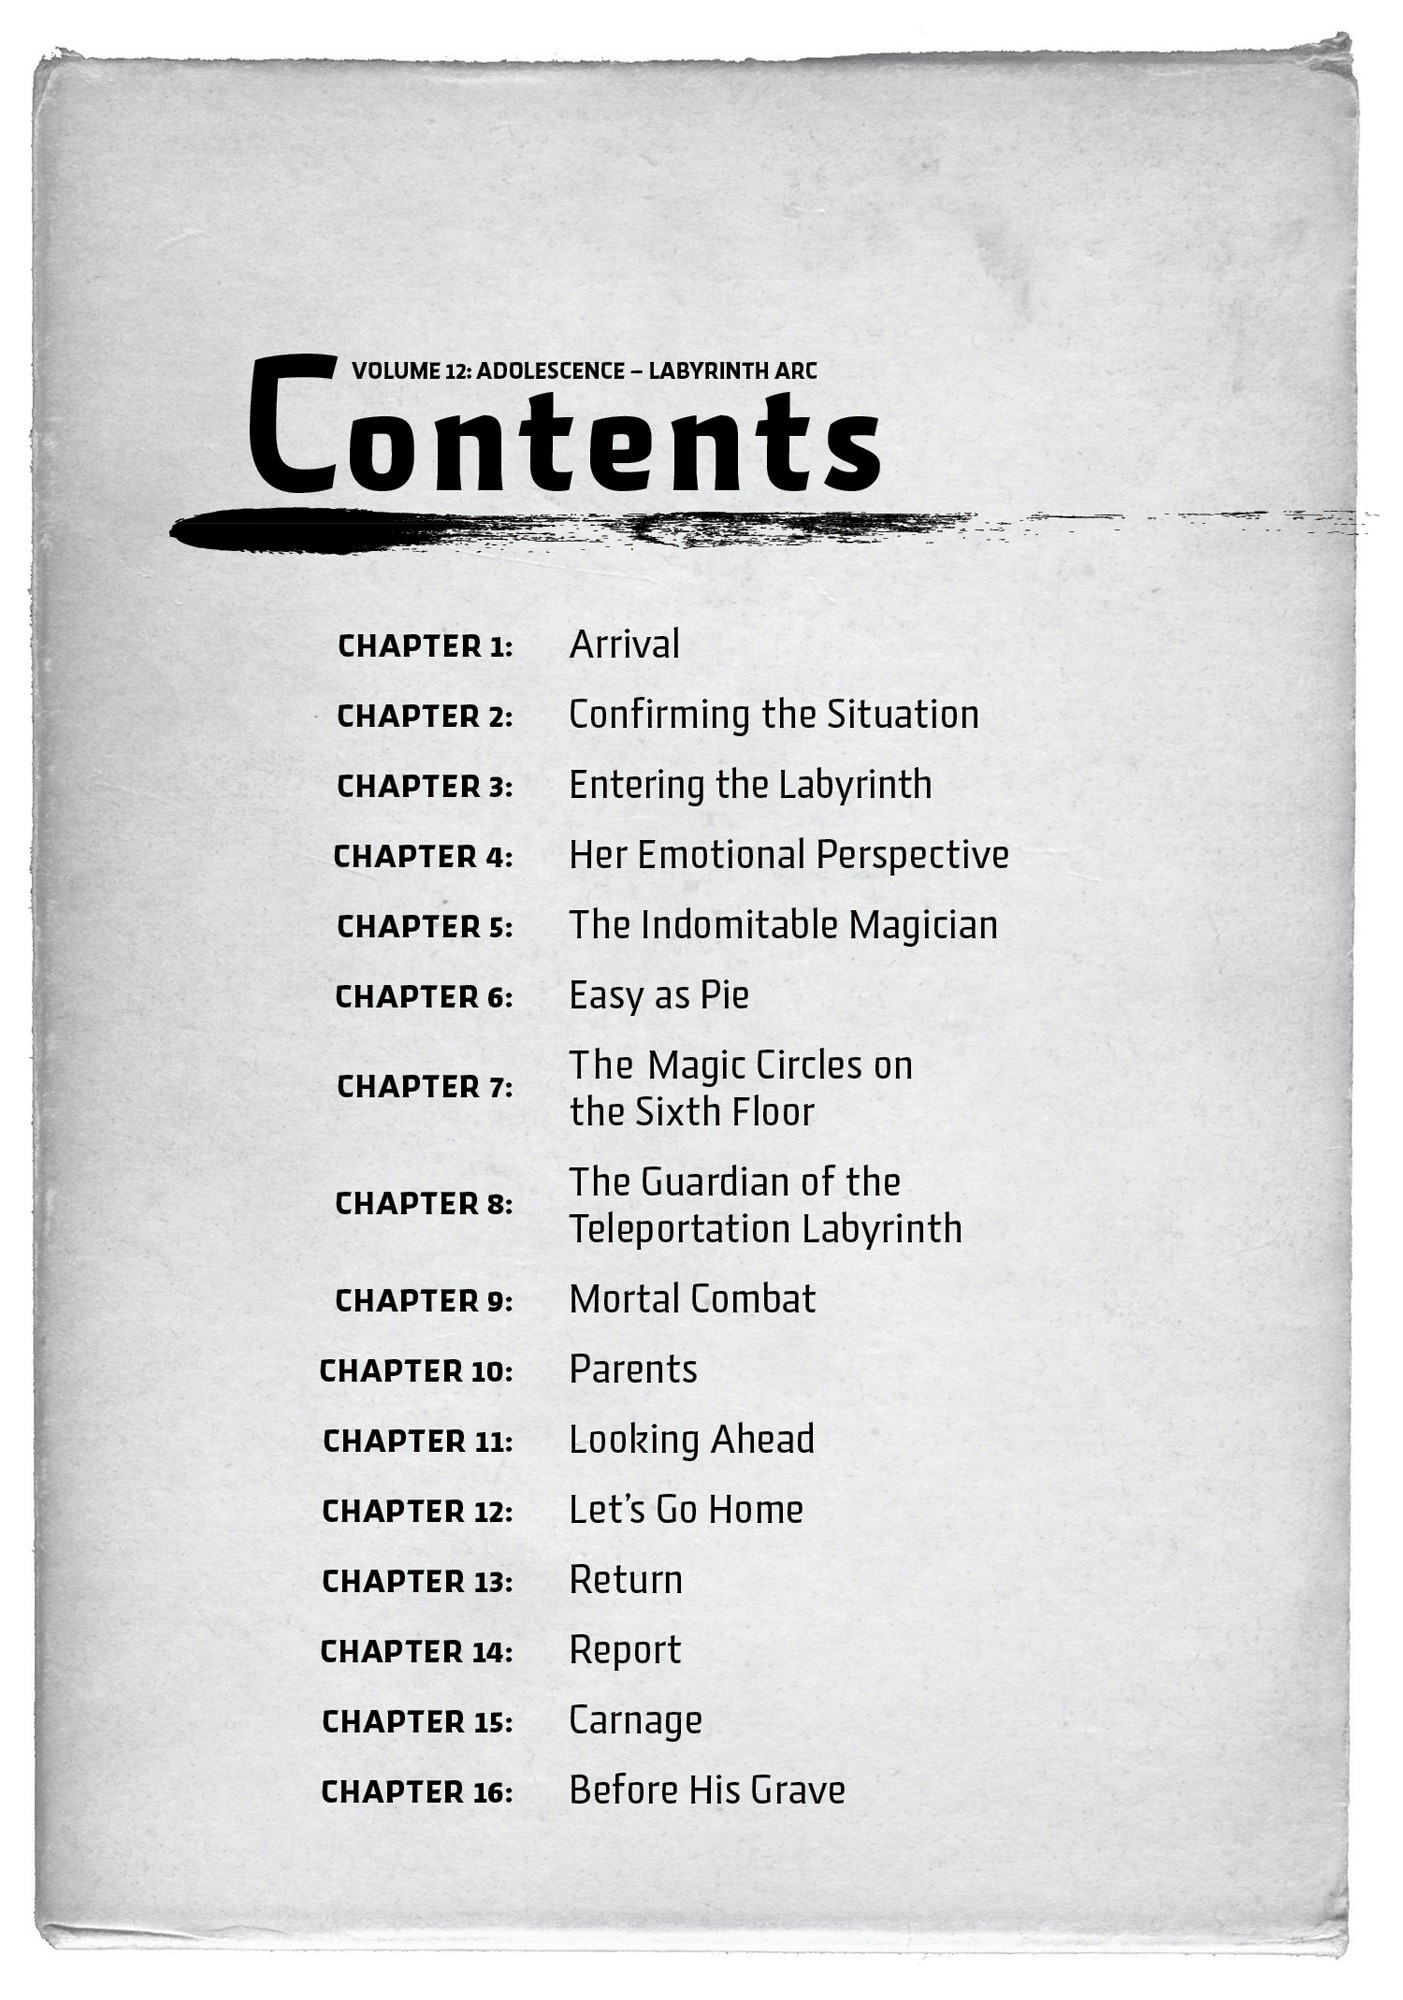 VOLUME 12: ADOLESCENCE – LABYRINTH ARC
Contents
CHAPTER 1: Arrival
CHAPTER 2: Confirming the Situation
CHAPTER 3: Entering the Labyrinth
CHAPTER 4: Her Emotional Perspective
CHAPTER 5: The Indomitable Magician
CHAPTER 6: Easy as Pie
CHAPTER 7: The Magic Circles on
the Sixth Floor
CHAPTER 8: The Guardian of the
Teleportation Labyrinth
CHAPTER 9: Mortal Combat
CHAPTER 10: Parents
CHAPTER 11: Looking Ahead
CHAPTER 12: Let’s Go Home
CHAPTER 13: Return
CHAPTER 14: Report
CHAPTER 15: Carnage
CHAPTER 16: Before His Grave